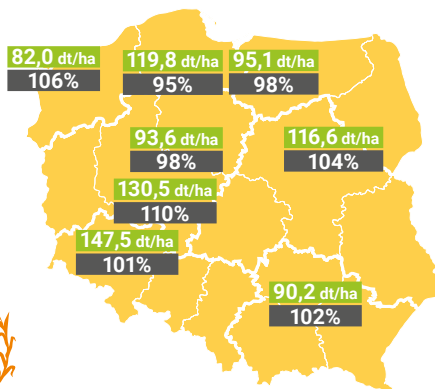 82,0 dt/ha
106%
119,8 dt/ha
95%
95,1 dt/ha
98%
93,6 dt/ha
98%
116,6 dt/ha
104%
130,5 dt/ha
110%
147,5 dt/ha
101%
90,2 dt/ha
102%